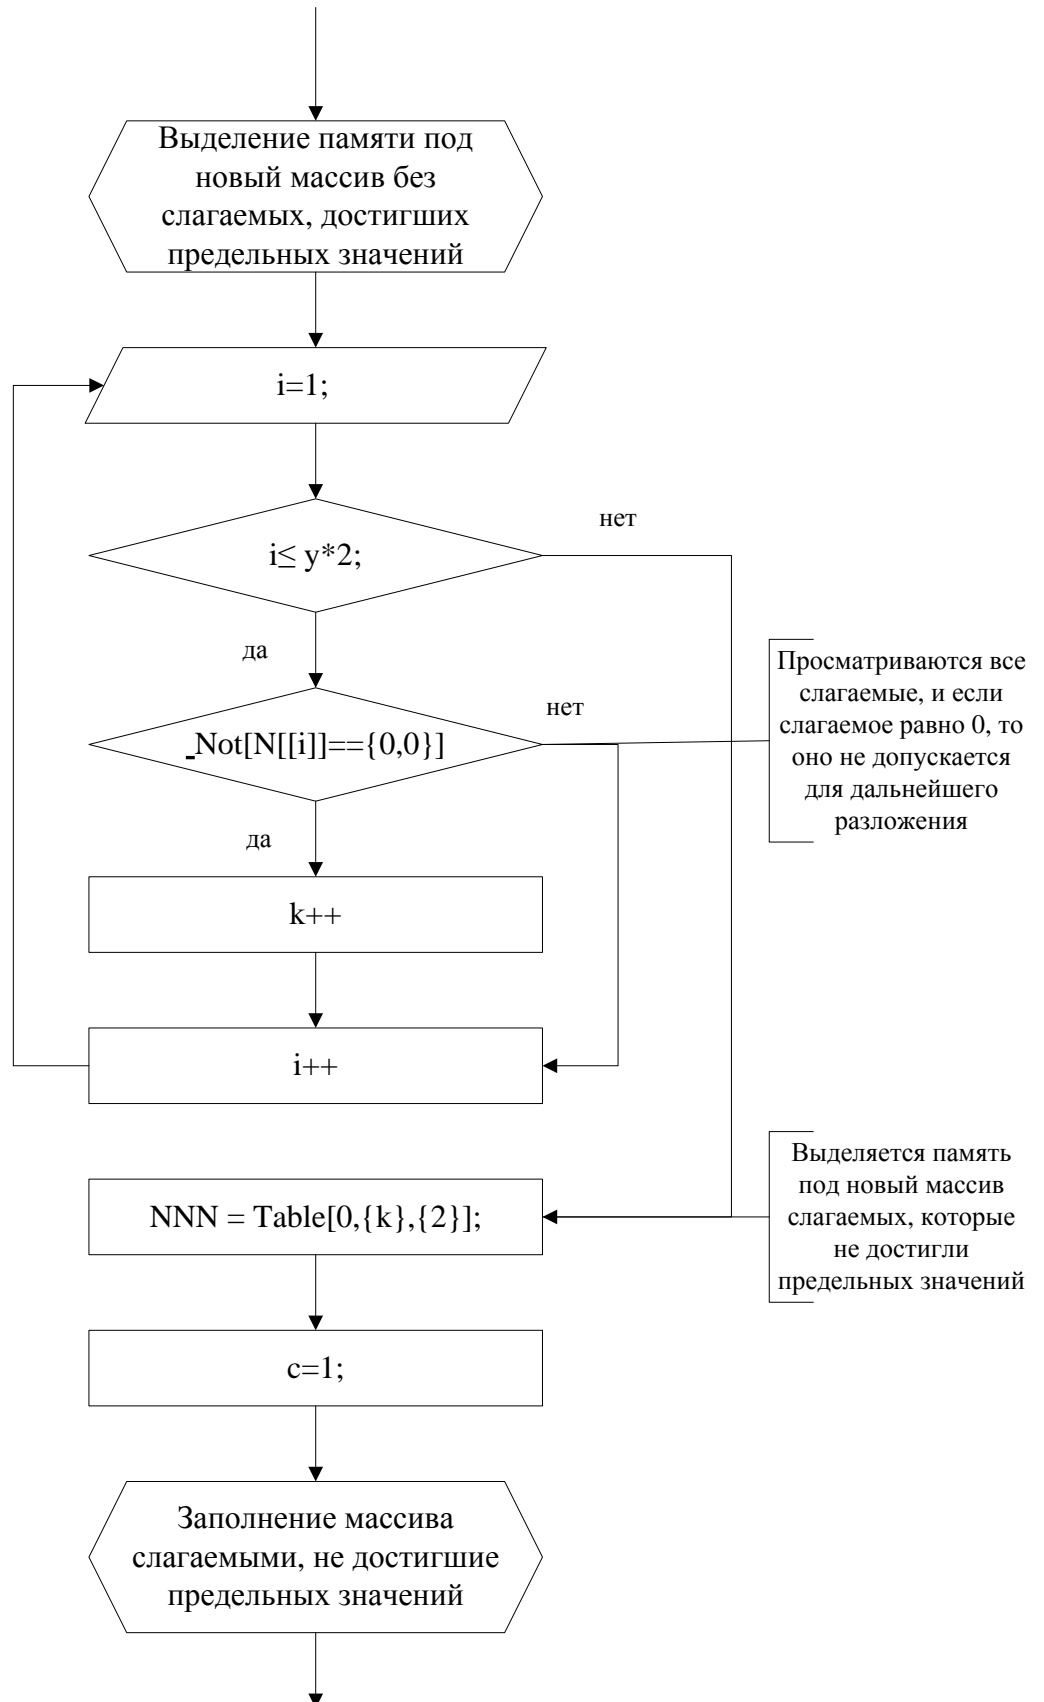 Выделение памяти под
новый массив без
слагаемых, достигших
предельных значений
i=1;
i≤ y*2;
нет
да
_Not[N[[i]]=={0,0}]
нет
Просматриваются все
слагаемые, и если
слагаемое равно 0, то
оно не допускается
для дальнейшего
разложения
да
k++
i++
NNN = Table[0,{k},{2}];
Выделяется память
под новый массив
слагаемых, которые
не достигли
предельных значений
c=1;
Заполнение массива
слагаемыми, не достигшие
предельных значений